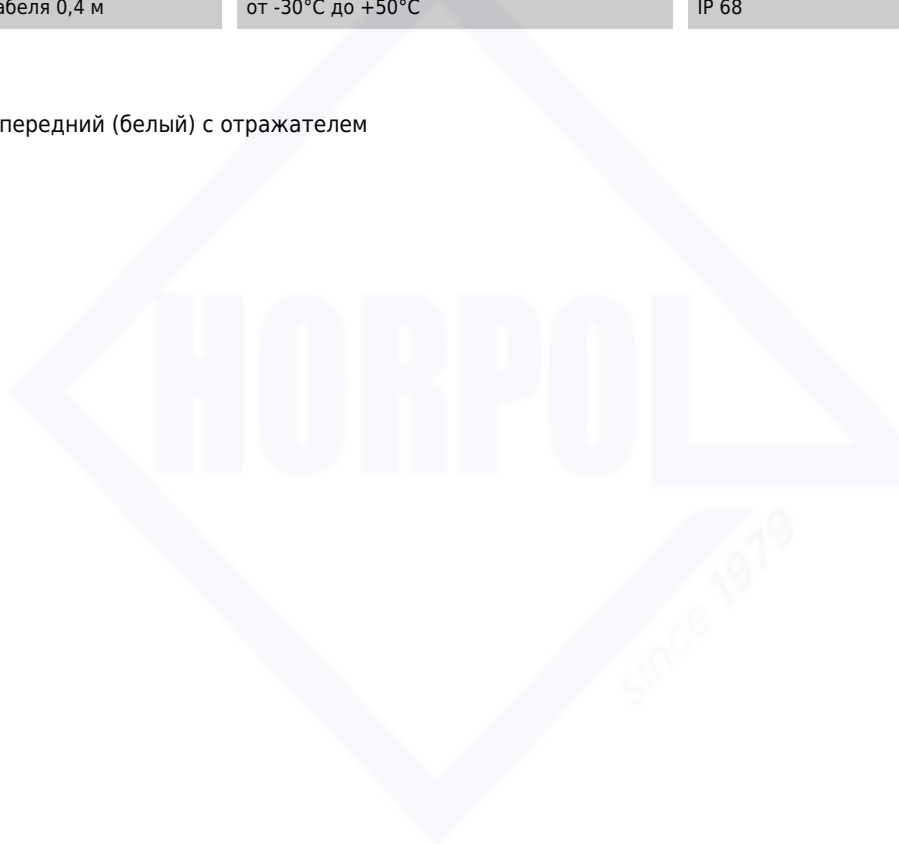 абеля 0,4 м от -30°C до +50°C IP 68
передний (белый) с отражателем
HORPOL
since 1979